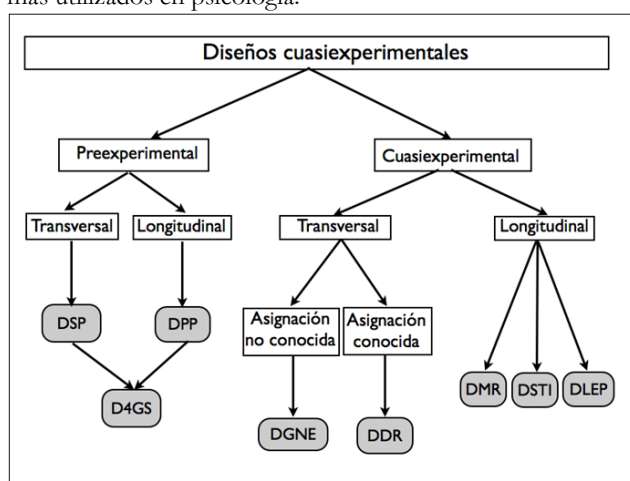 más utilizados en psicología.
Diseños cuasiexperimentales
Preexperimental
Cuasiexperimental
Transversal
Longitudinal
Transversal
Longitudinal
DSP
DPP
Asignación
no conocida
Asignación
conocida
D4GS
DGNE
DDR
DMR
DSTI
DLEP